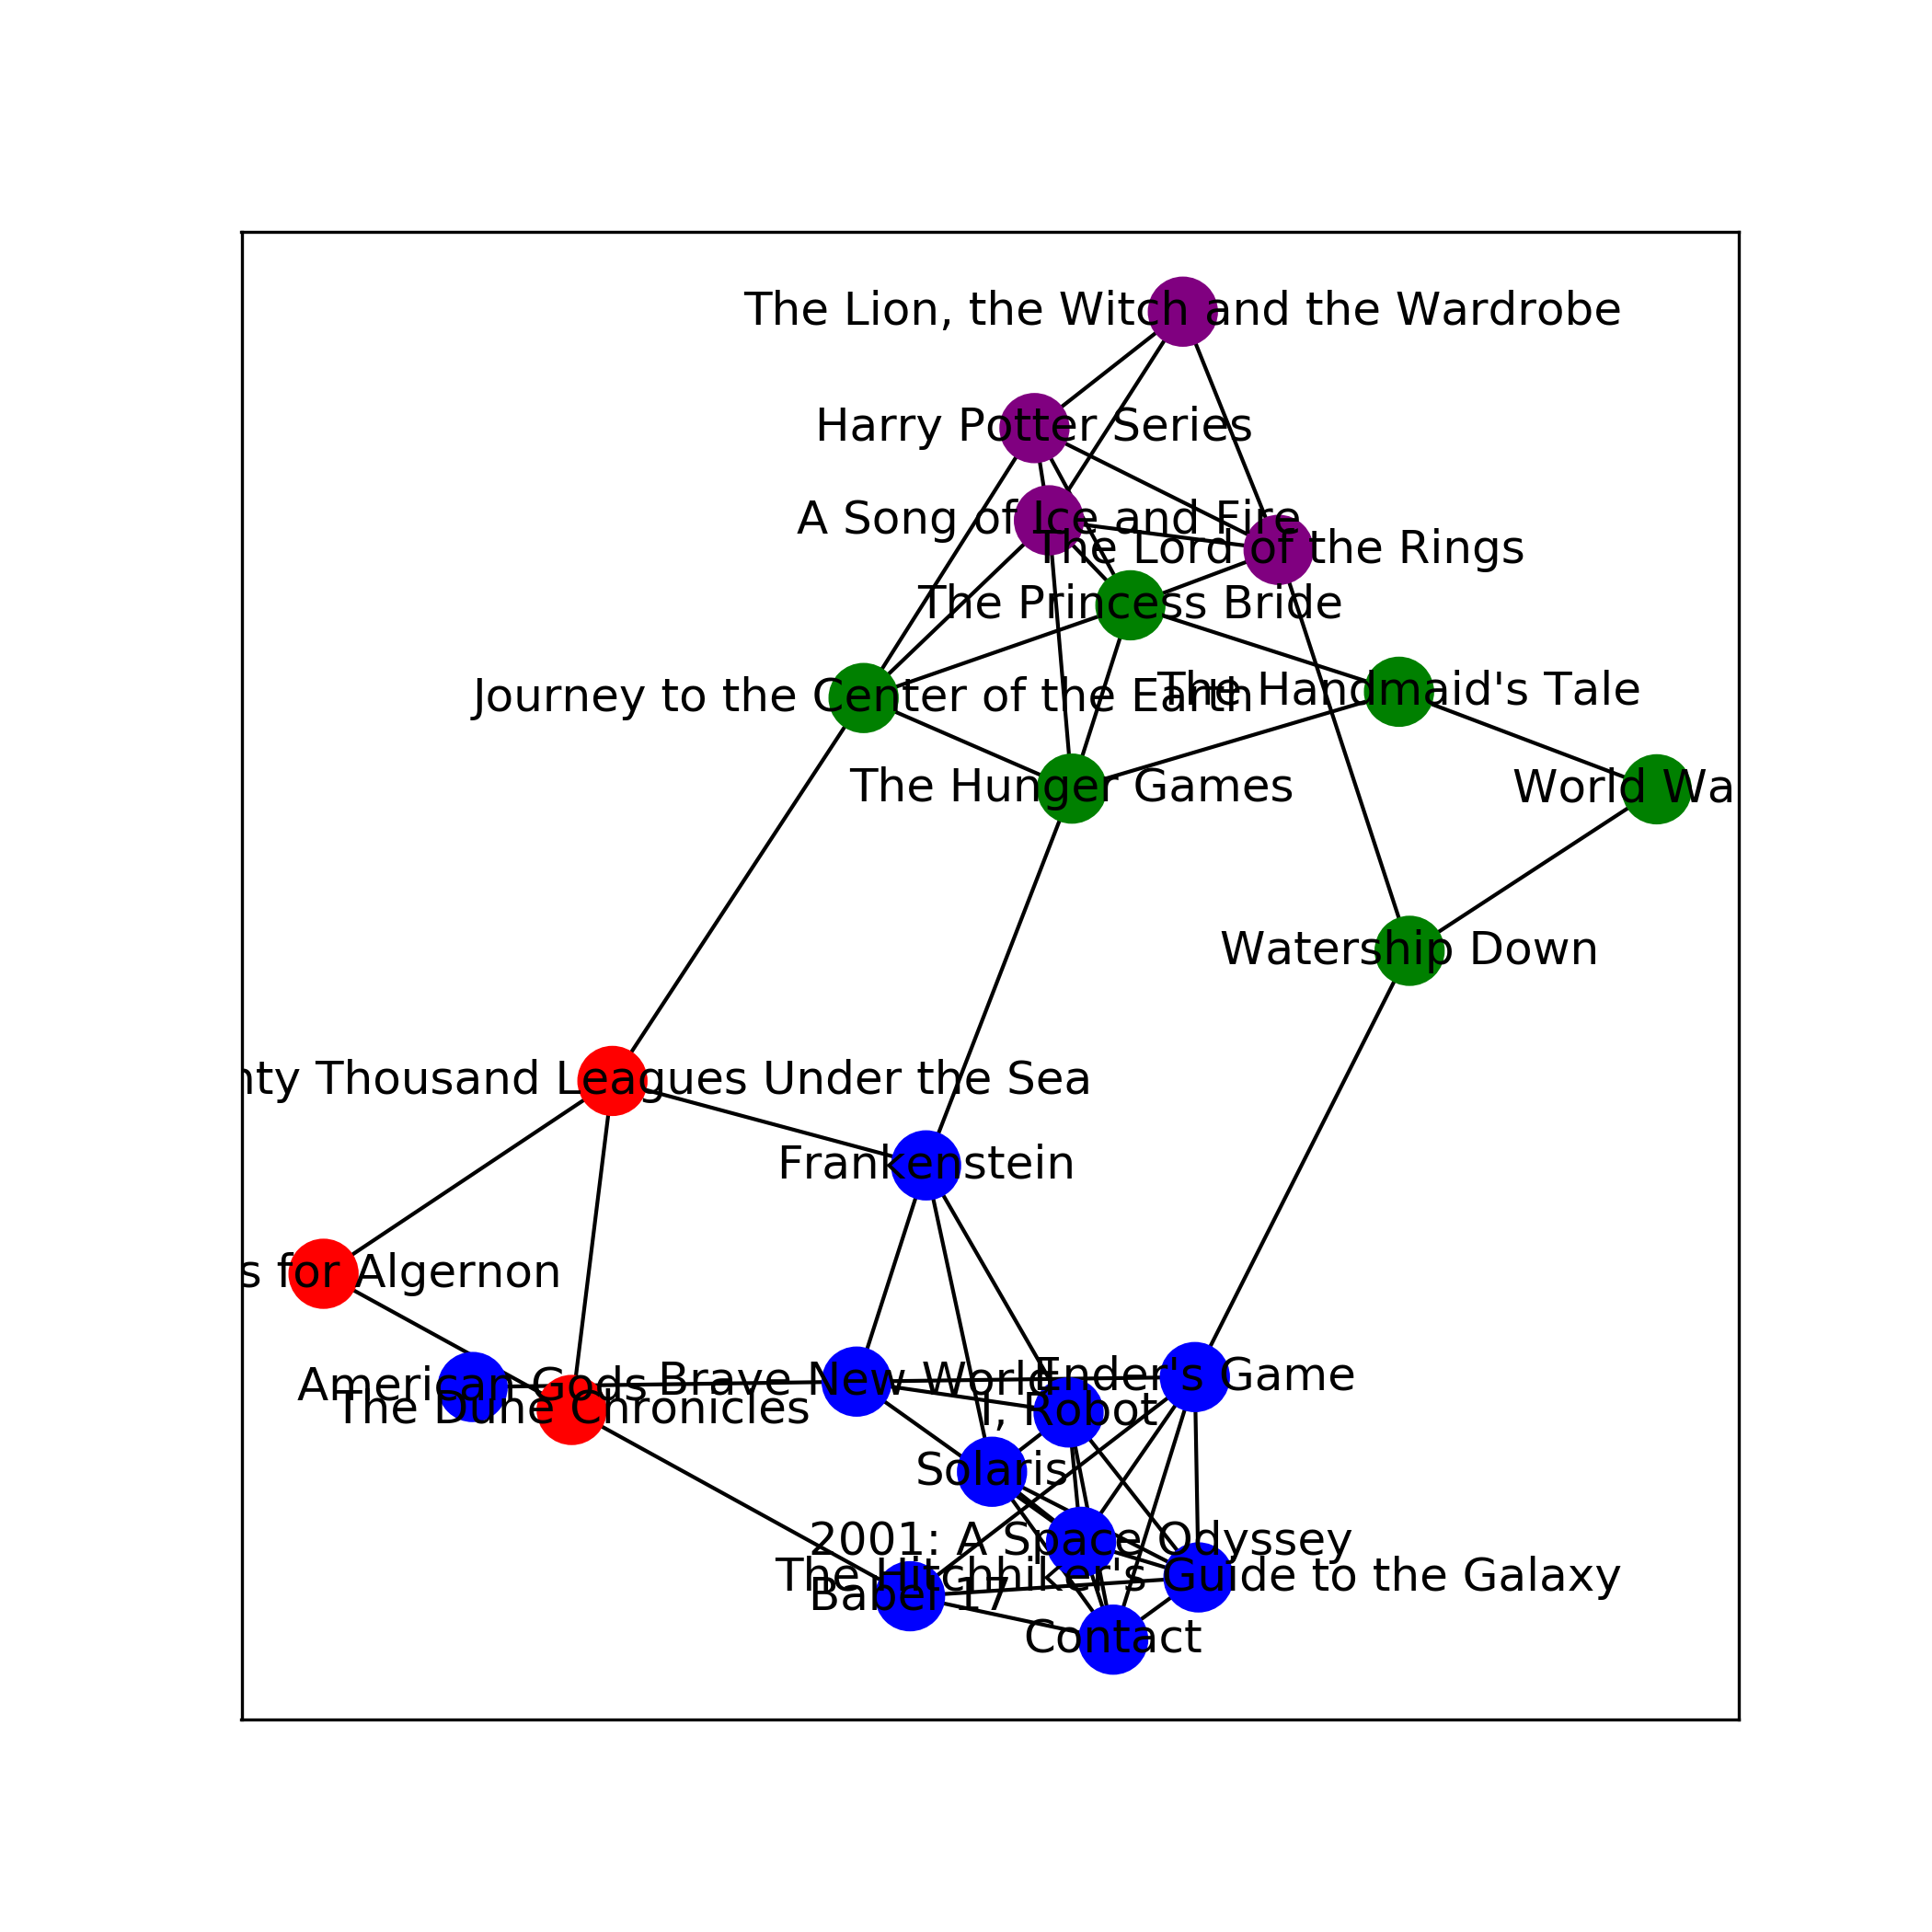 The Lion, the Witch and the Wardrobe
Harry Potter Series
A Song of Ice and Fire
The Lord of the Rings
The Princess Bride
The Handmaid's Tale
Journey to the Center of the Earth
The Hunger Games
World Wa
Watership Down
nty Thousand Leagues Under the Sea
Frankenstein
s for Algernon
Ender's Game
Brave New World
American Gods
The Dune Chronicles
I, Robot
Solaris
2001: A Space Odyssey
The Hitchhiker's Guide to the Galaxy
Babel 17
Contact